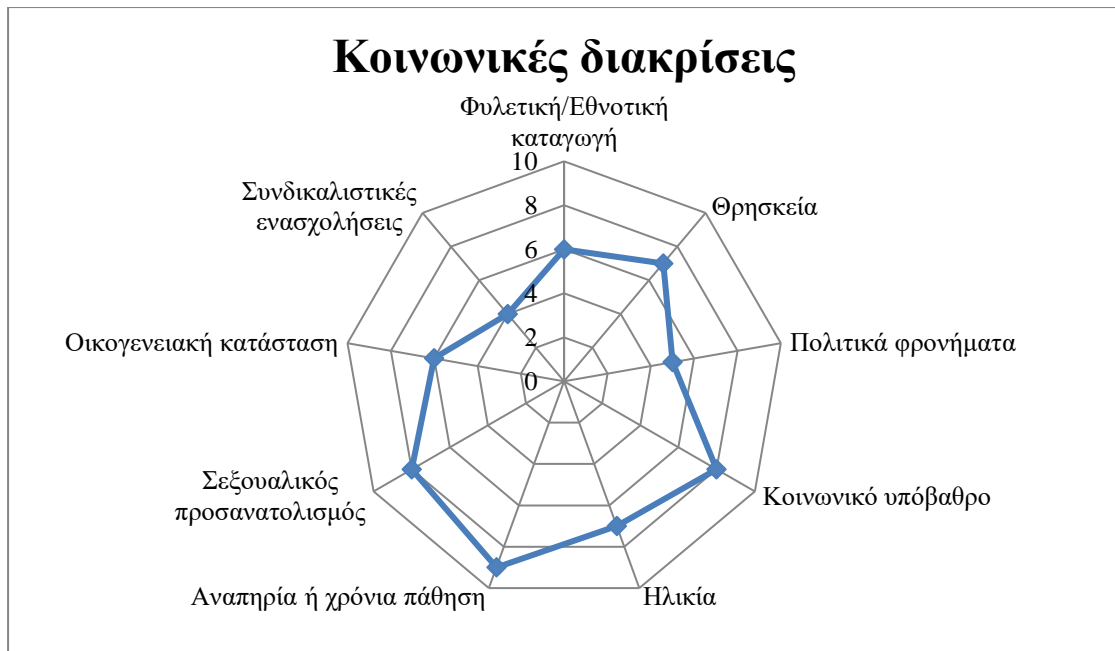 Κοινωνικές διακρίσεις
Φυλετική/Εθνοτική
καταγωγή
10
8
6
4
2
0
Θρησκεία
Πολιτικά φρονήματα
Κοινωνικό υπόβαθρο
Ηλικία
Αναπηρία ή χρόνια πάθηση
Σεξουαλικός
προσανατολισμός
Οικογενειακή κατάσταση
Συνδικαλιστικές
ενασχολήσεις